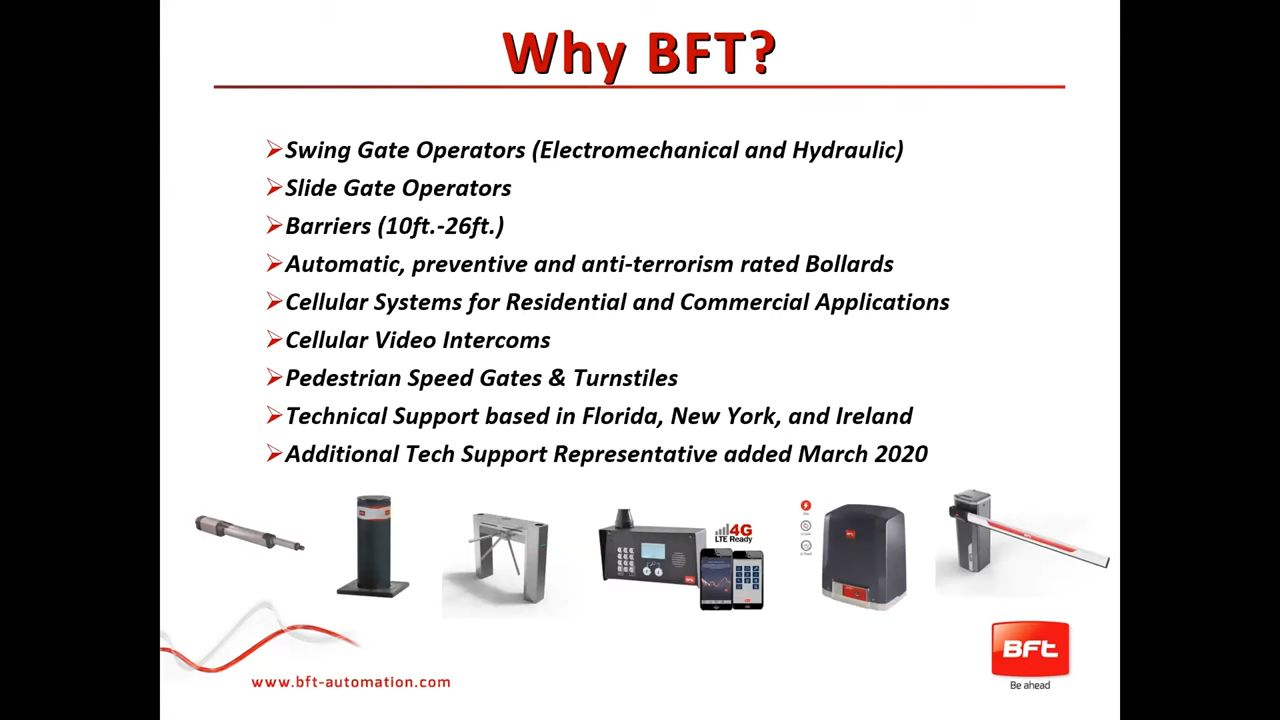 Why BFT?
Swing Gate Operators (Electromechanical and Hydraulic)
Slide Gate Operators
Barriers (10ft.-26ft.)
Automatic, preventive and anti-terrorism rated Bollards
Cellular Systems for Residential and Commercial Applications
Cellular Video Intercoms
Pedestrian Speed Gates & Turnstiles
Technical Support based in Florida, New York, and Ireland
Additional Tech Support Representative added March 2020
4G
LTE Ready
BFT
Be ahead
www.bft-automation.com